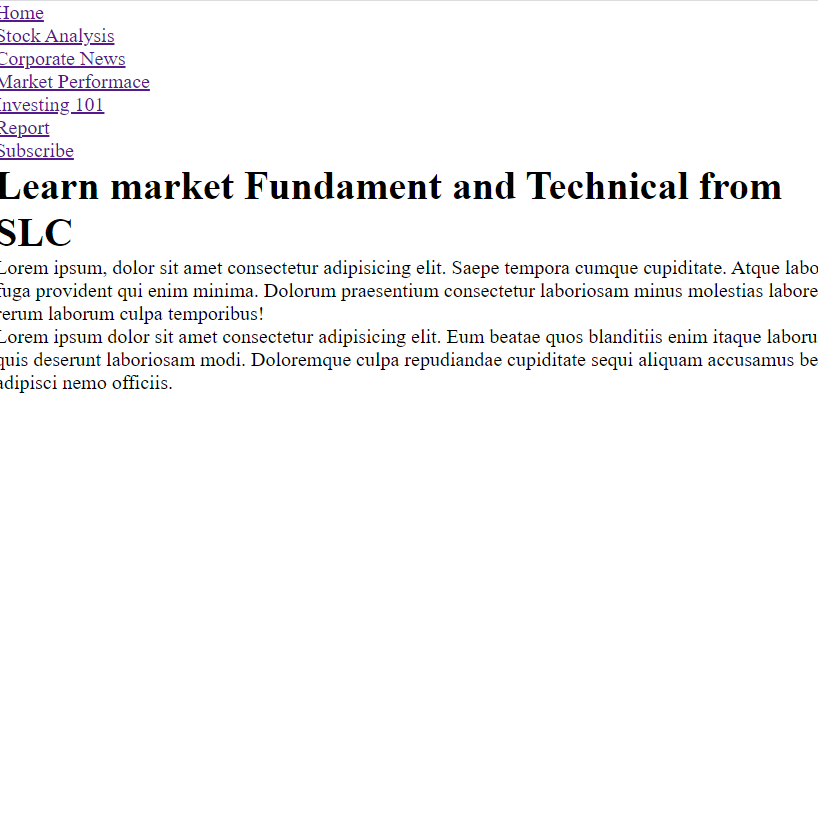 Home
Stock Analysis
Corporate News
Market Performace
Investing 101
Report
Subscribe
Learn market Fundament and Technical from
SLC
Lorem ipsum, dolor sit amet consectetur adipisicing elit. Saepe tempora cumque cupiditate. Atque labo
fuga provident qui enim minima. Dolorum praesentium consectetur laboriosam minus molestias labore
rerum laborum culpa temporibus!
Lorem ipsum dolor sit amet consectetur adipisicing elit. Eum beatae quos blanditiis enim itaque laboru
quis deserunt laboriosam modi. Doloremque culpa repudiandae cupiditate sequi aliquam accusamus be
adipisci nemo officiis.